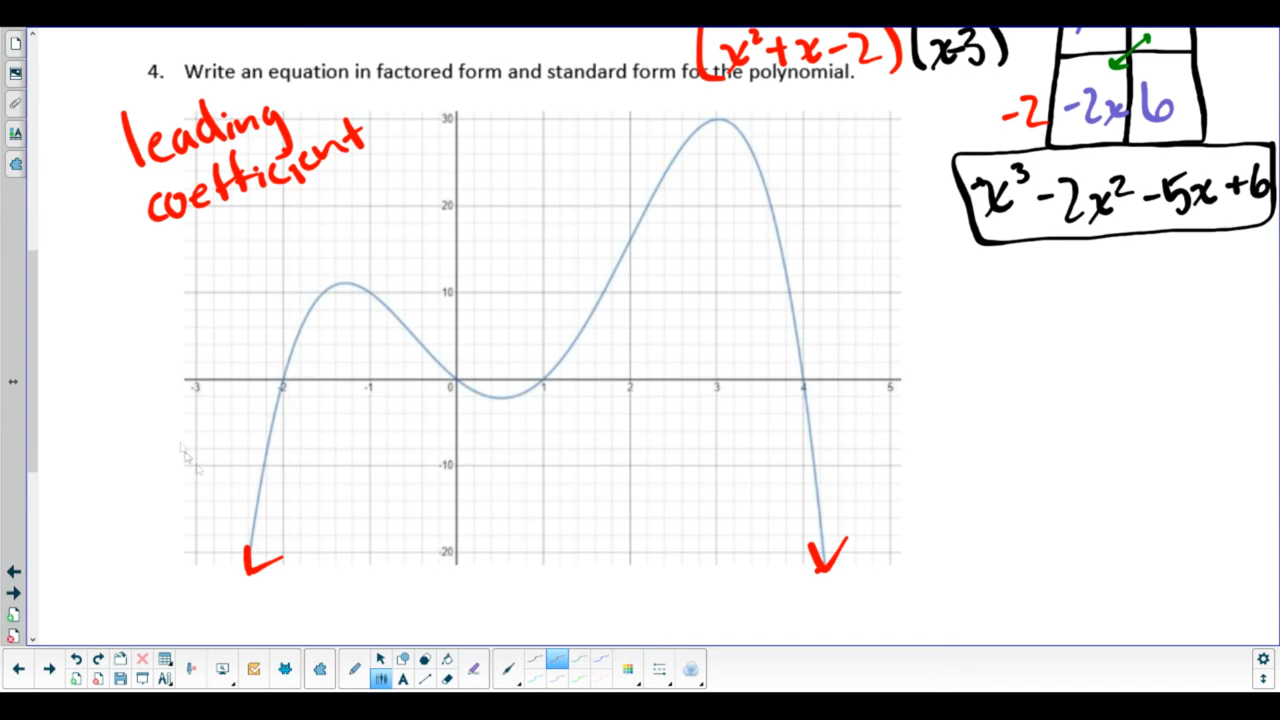 (x²+x-2)(x-3)
-2 -2x 6
x³-2x²-5x+6
4. Write an equation in factored form and standard form for the polynomial.
leading
coefficient
30
20
10
-3 -2 -1 0 1 2 3 4 5
-10
-20